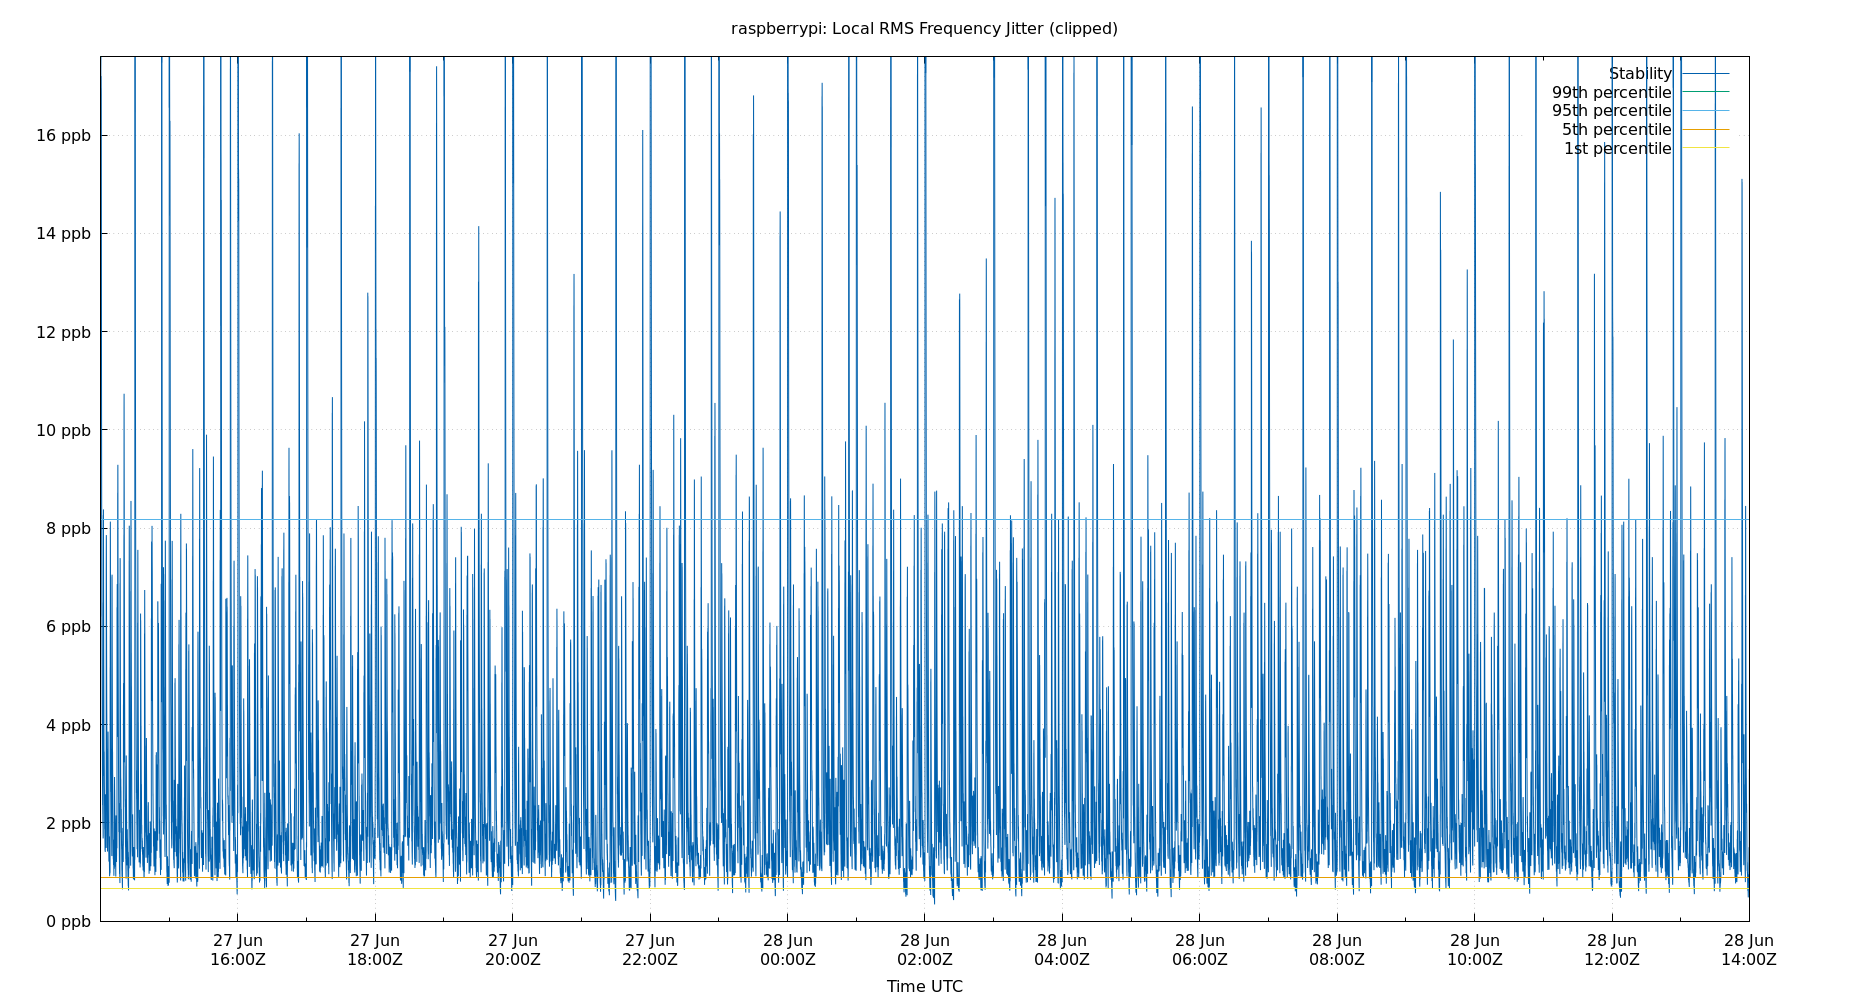 raspberrypi: Local RMS Frequency Jitter (clipped)
Stability
99th percentile
95th percentile
5th percentile
1st percentile
16 ppb
14 ppb
12 ppb
10 ppb
8 ppb
6 ppb
4 ppb
2 ppb
0 ppb
27 Jun 27 Jun 27 Jun 27 Jun 28 Jun 28 Jun 28 Jun 28 Jun 28 Jun 28 Jun 28 Jun 28 Jun
16:00Z 18:00Z 20:00Z 22:00Z 00:00Z 02:00Z 04:00Z 06:00Z 08:00Z 10:00Z 12:00Z 14:00Z
Time UTC